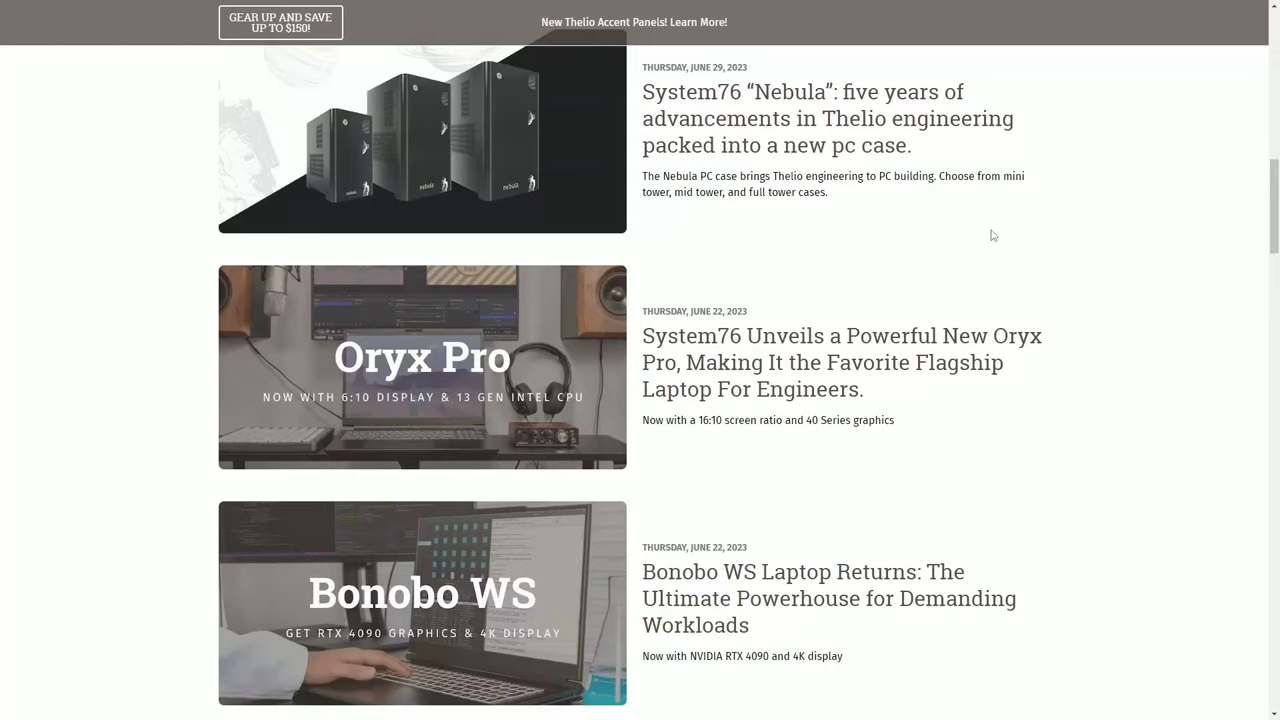 GEAR UP AND SAVE
UP TO $150!
New Thelio Accent Panels! Learn More!
THURSDAY, JUNE 29, 2023
System76 “Nebula”: five years of
advancements in Thelio engineering
packed into a new pc case.
The Nebula PC case brings Thelio engineering to PC building. Choose from mini
tower, mid tower, and full tower cases.
nebula
nebula
nebula
Oryx Pro
NOW WITH 6:10 DISPLAY & 13 GEN INTEL CPU
THURSDAY, JUNE 22, 2023
System76 Unveils a Powerful New Oryx
Pro, Making It the Favorite Flagship
Laptop For Engineers.
Now with a 16:10 screen ratio and 40 Series graphics
Bonobo WS
GET RTX 4090 GRAPHICS & 4K DISPLAY
THURSDAY, JUNE 22, 2023
Bonobo WS Laptop Returns: The
Ultimate Powerhouse for Demanding
Workloads
Now with NVIDIA RTX 4090 and 4K display